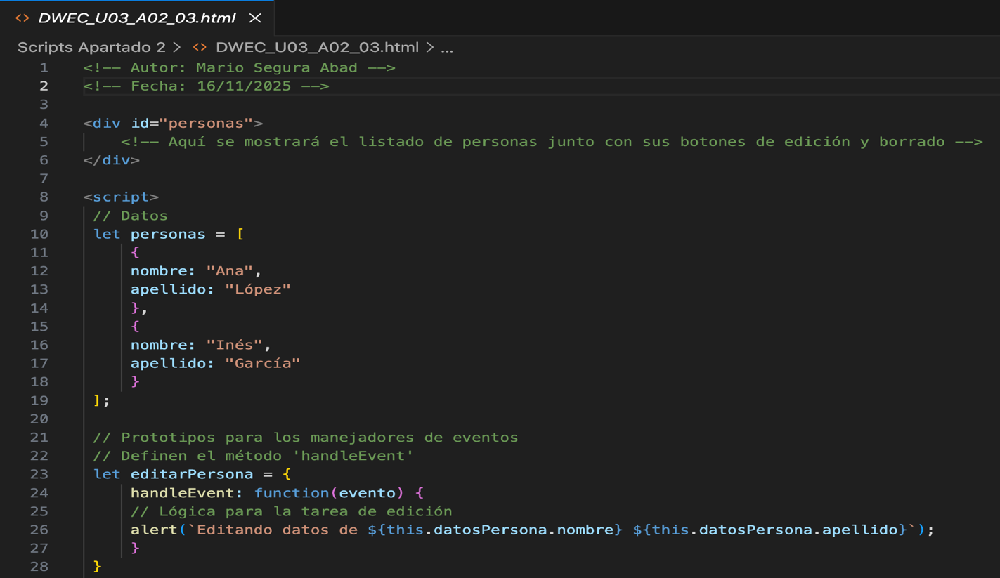 <> DWEC_U03_A02_03.html ×
Scripts Apartado 2 > <> DWEC_U03_A02_03.html > ...
1 <!-- Autor: Mario Segura Abad -->
2 <!-- Fecha: 16/11/2025 -->
3
4 <div id="personas">
5 <!-- Aquí se mostrará el listado de personas junto con sus botones de edición y borrado -->
6 </div>
7
8 <script>
9 // Datos
10 let personas = [
11 {
12 nombre: "Ana",
13 apellido: "López"
14 },
15 {
16 nombre: "Inés",
17 apellido: "García"
18 }
19 ];
20
21 // Prototipos para los manejadores de eventos
22 // Definen el método 'handleEvent'
23 let editarPersona = {
24 handleEvent: function(evento) {
25 // Lógica para la tarea de edición
26 alert(`Editando datos de ${this.datosPersona.nombre} ${this.datosPersona.apellido}`);
27 }
28 }